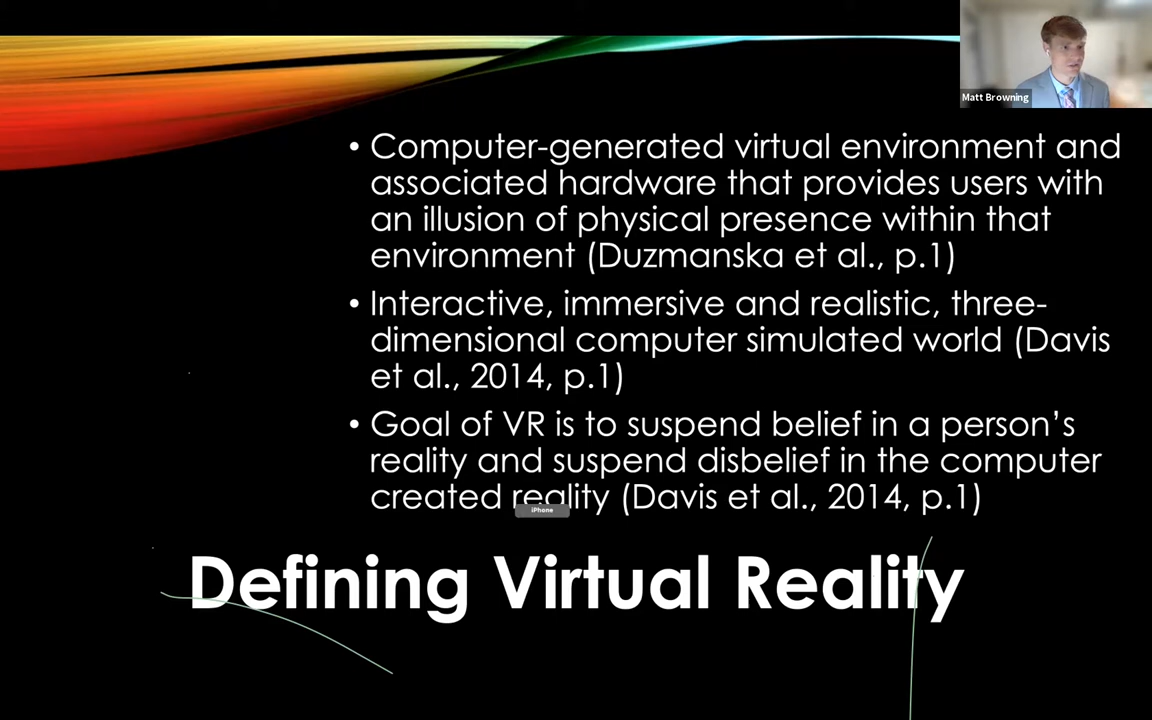 Matt Browning
• Computer-generated virtual environment and
associated hardware that provides users with
an illusion of physical presence within that
environment (Duzmanska et al., p.1)
• Interactive, immersive and realistic, three-
dimensional computer simulated world (Davis
et al., 2014, p.1)
• Goal of VR is to suspend belief in a person’s
reality and suspend disbelief in the computer
created reality (Davis et al., 2014, p.1)
iPhone
Defining Virtual Reality